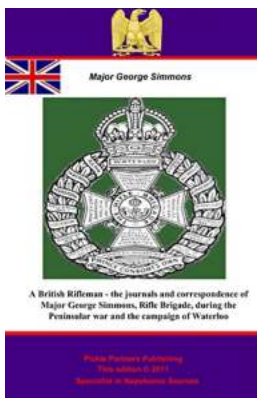 Major George Simmons
WATERLOO
A British Rifleman - the journals and correspondence of
Major George Simmons, Rifle Brigade, during the
Peninsular war and the campaign of Waterloo
Pickle Partners Publishing
This edition © 2011
Specialist in Napoleonic Sources